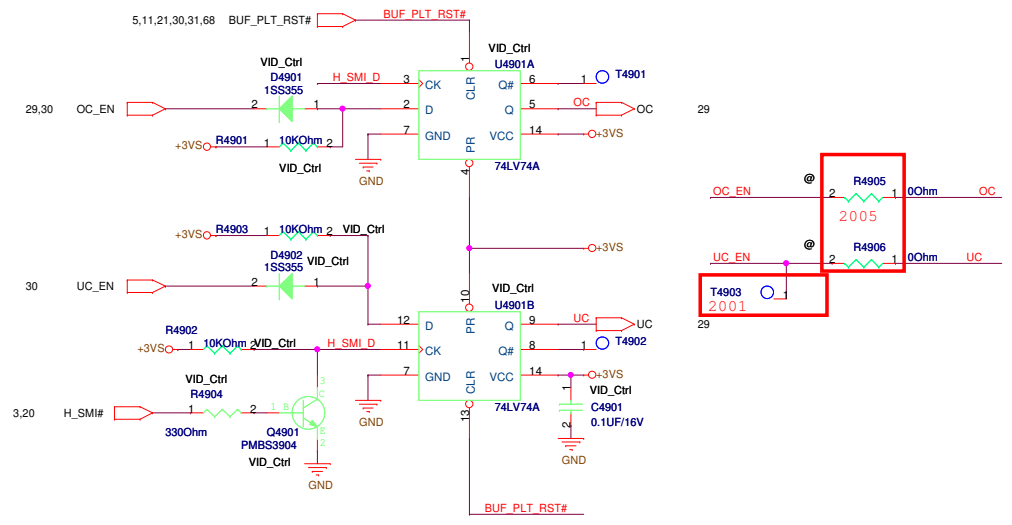 5,11,21,30,31,68 BUF_PLT_RST# BUF_PLT_RST#
VID_Ctrl
U4901A
1
VID_Ctrl
D4901
1SS355
H_SMI_D 3 CK CLR Q# 6 1 T4901
29,30 OC_EN 2 1 2 D Q 5 OC OC 29
+3VS R4901 1 10KOhm 2 7 GND PR VCC 14 +3VS
VID_Ctrl
4 74LV74A
GND
@ R4905
OC_EN 2 1 0Ohm OC
2005
+3VS R4903 1 10KOhm 2 VID_Ctrl
+3VS
@ R4906
UC_EN 2 1 0Ohm UC
D4902
1SS355 VID_Ctrl
30 UC_EN 2 1
T4903 1
2001
10 VID_Ctrl
U4901B
12 D PR Q 9 UC UC 29
R4902
+3VS 1 10KOhm 2 VID_Ctrl H_SMI_D 11 CK Q# 8 1 T4902
7 GND CLR VCC 14 +3VS
VID_Ctrl
R4904
3 C
1
VID_Ctrl
C4901
0.1UF/16V
2
13 74LV74A
GND
3,20 H_SMI# 1 2 1 B
330Ohm
E
2
Q4901
PMBS3904
VID_Ctrl
GND
GND
BUF_PLT_RST#